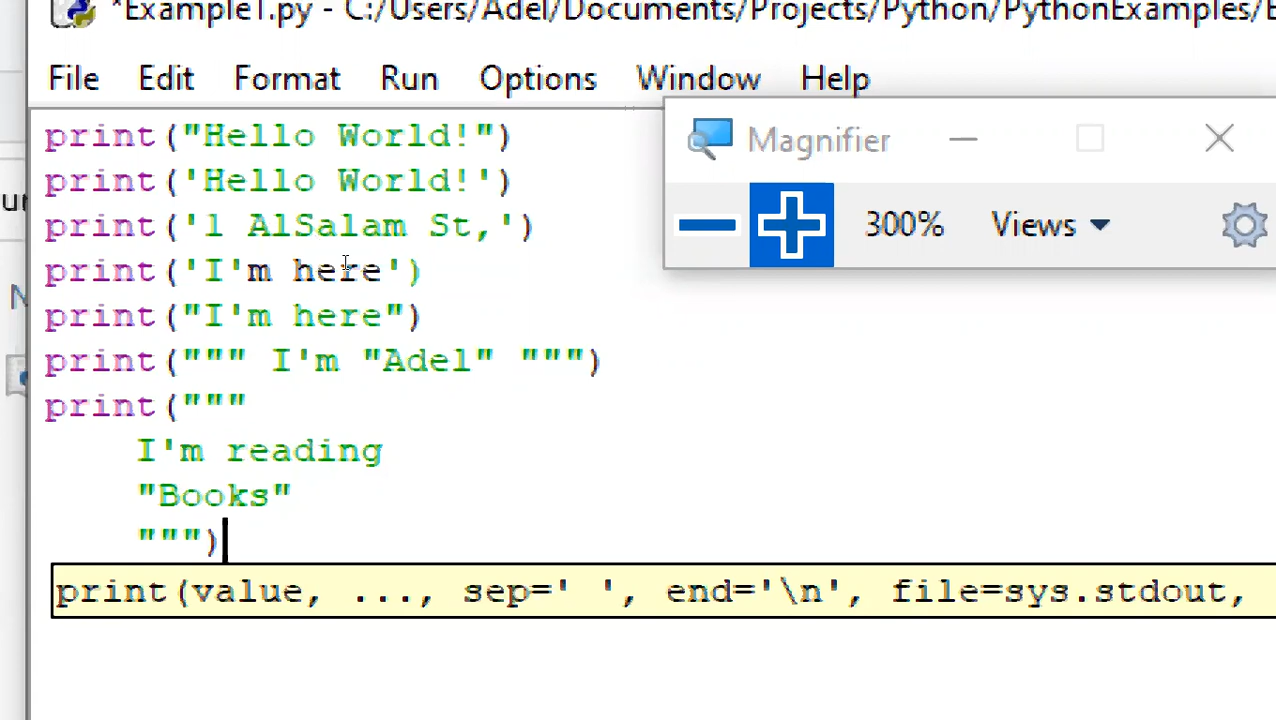 *Example1.py - C:/Users/Adel/Documents/Projects/Python/PythonExamples/E
File Edit Format Run Options Window Help
Magnifier
300% Views
print("Hello World!")
print('Hello World!')
print('l AlSalam St,')
print('I'm here')
print("I'm here")
print(""" I'm "Adel" """)
print("""
I'm reading
"Books"
""")
print(value, ..., sep=' ', end='\n', file=sys.stdout,